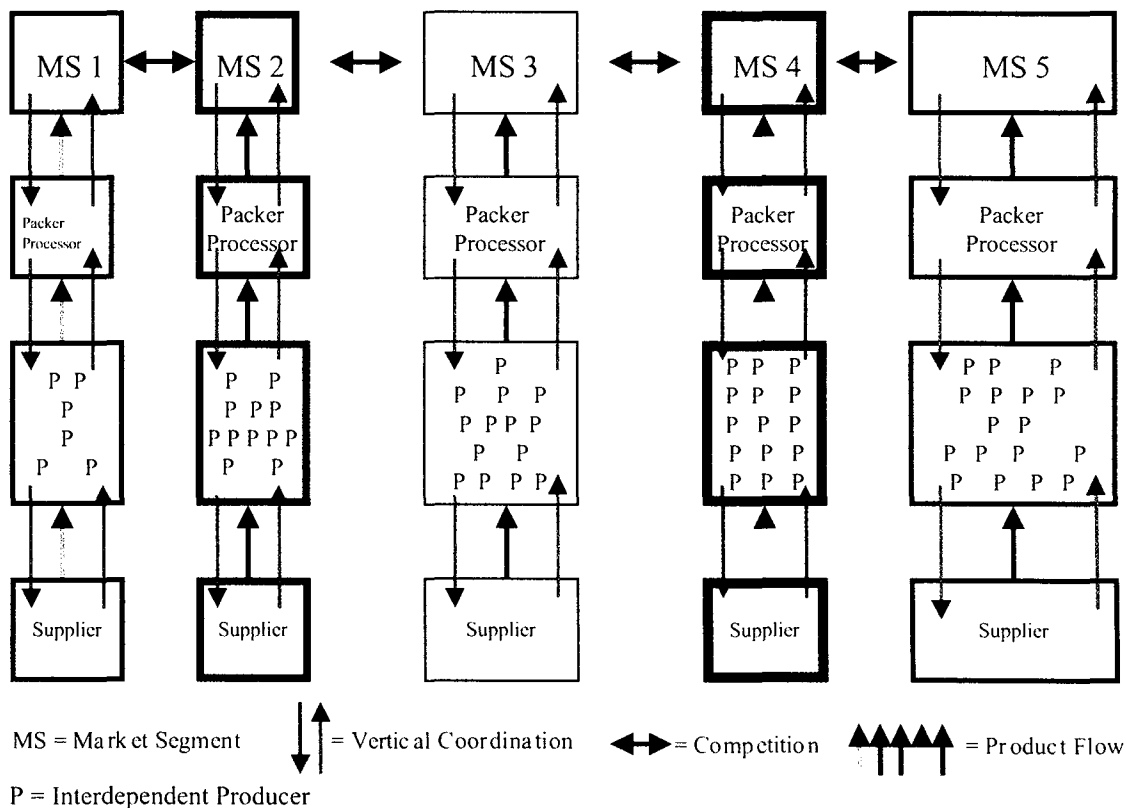 MS 1
MS 2
MS 3
MS 4
MS 5
Packer
Processor
Packer
Processor
Packer
Processor
Packer
Processor
Packer
Processor
P P
P
P
P P
P P
P P P
P P P P P
P P
P
P P P
P P P P
P P
P P P P
P P P
P P P
P P P
P P P
P P P
P P P
P P P P
P P
P P P P
P P P P
Supplier
Supplier
Supplier
Supplier
Supplier
MS = Market Segment
= Vertical Coordination
= Competition
= Product Flow
P = Interdependent Producer